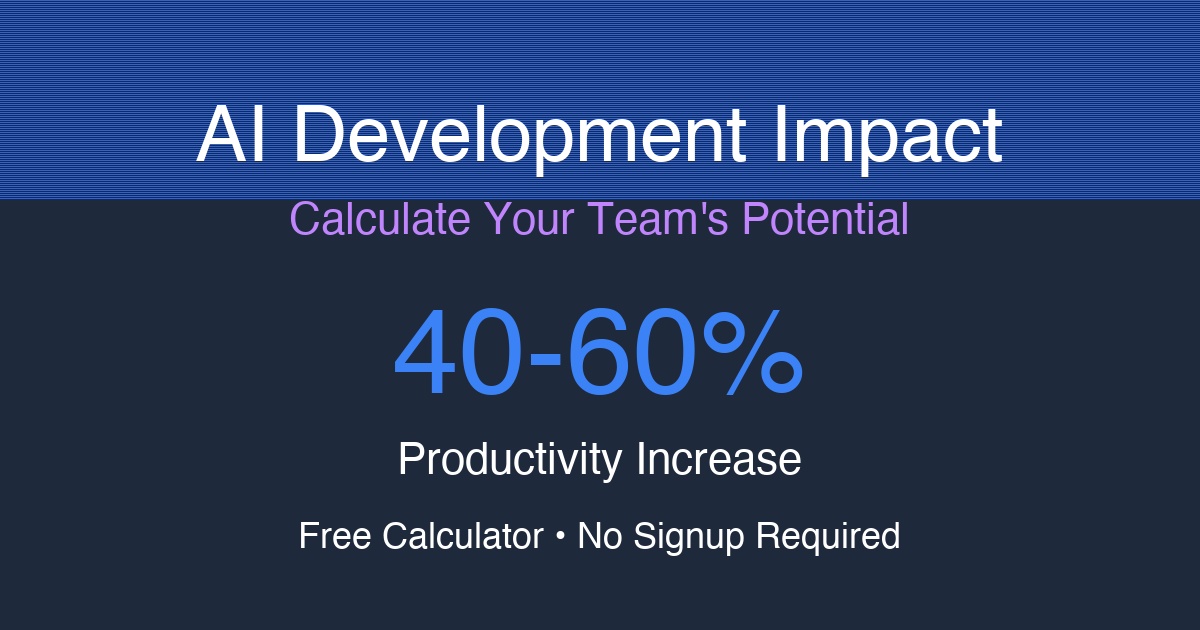 AI Development Impact
Calculate Your Team's Potential
40-60%
Productivity Increase
Free Calculator • No Signup Required